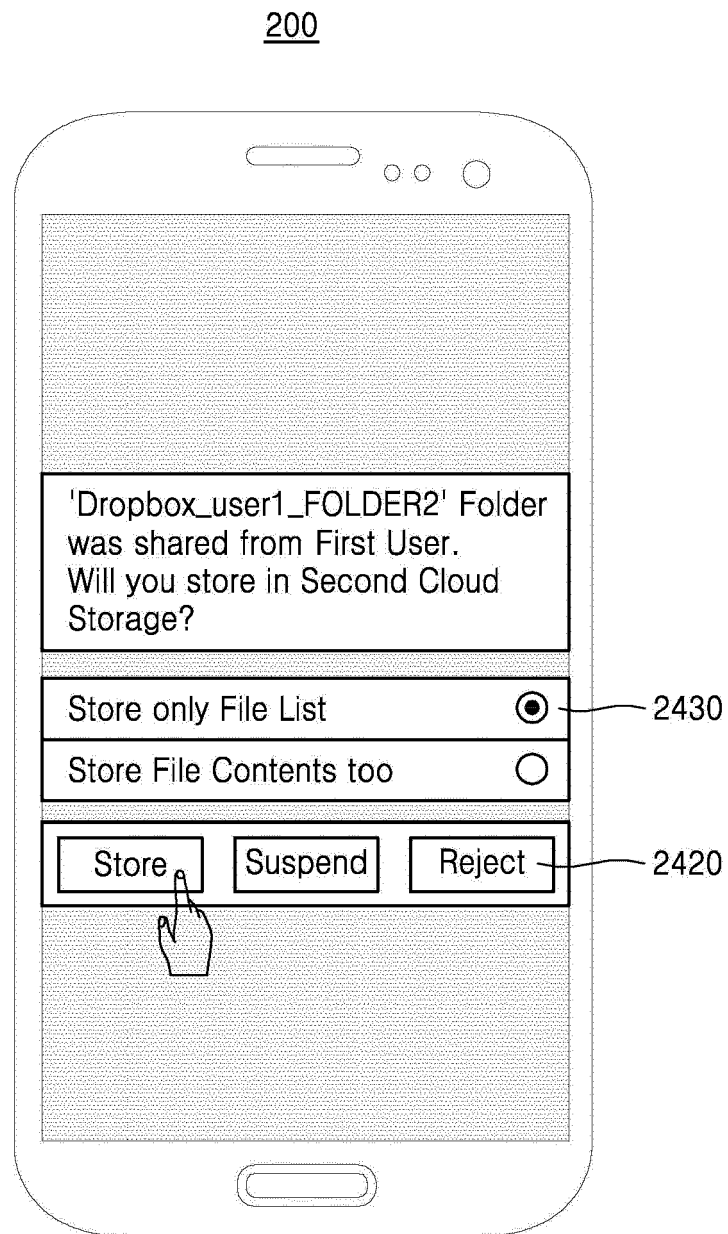 200
'Dropbox_user1_FOLDER2' Folder
was shared from First User.
Will you store in Second Cloud
Storage?
Store only File List
2430
Store File Contents too
Store
Suspend
Reject
2420